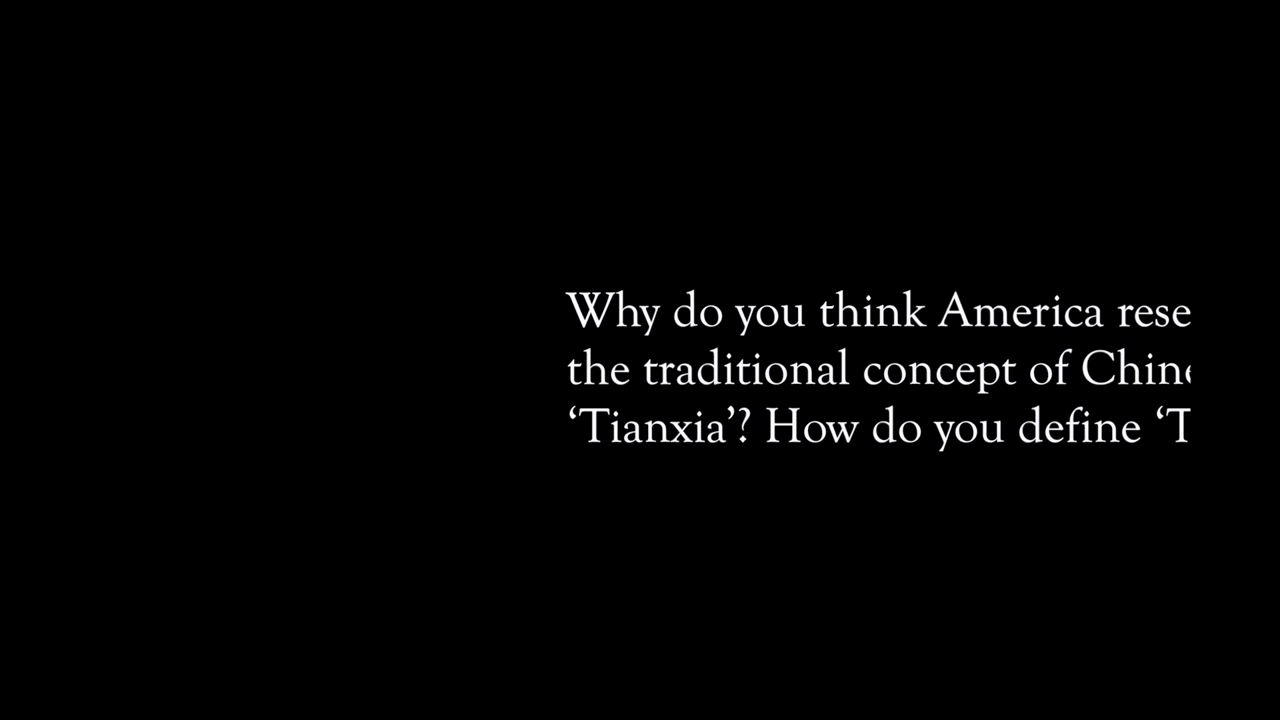 Why do you think America
the traditional concept of
‘Tianxia’? How do you define